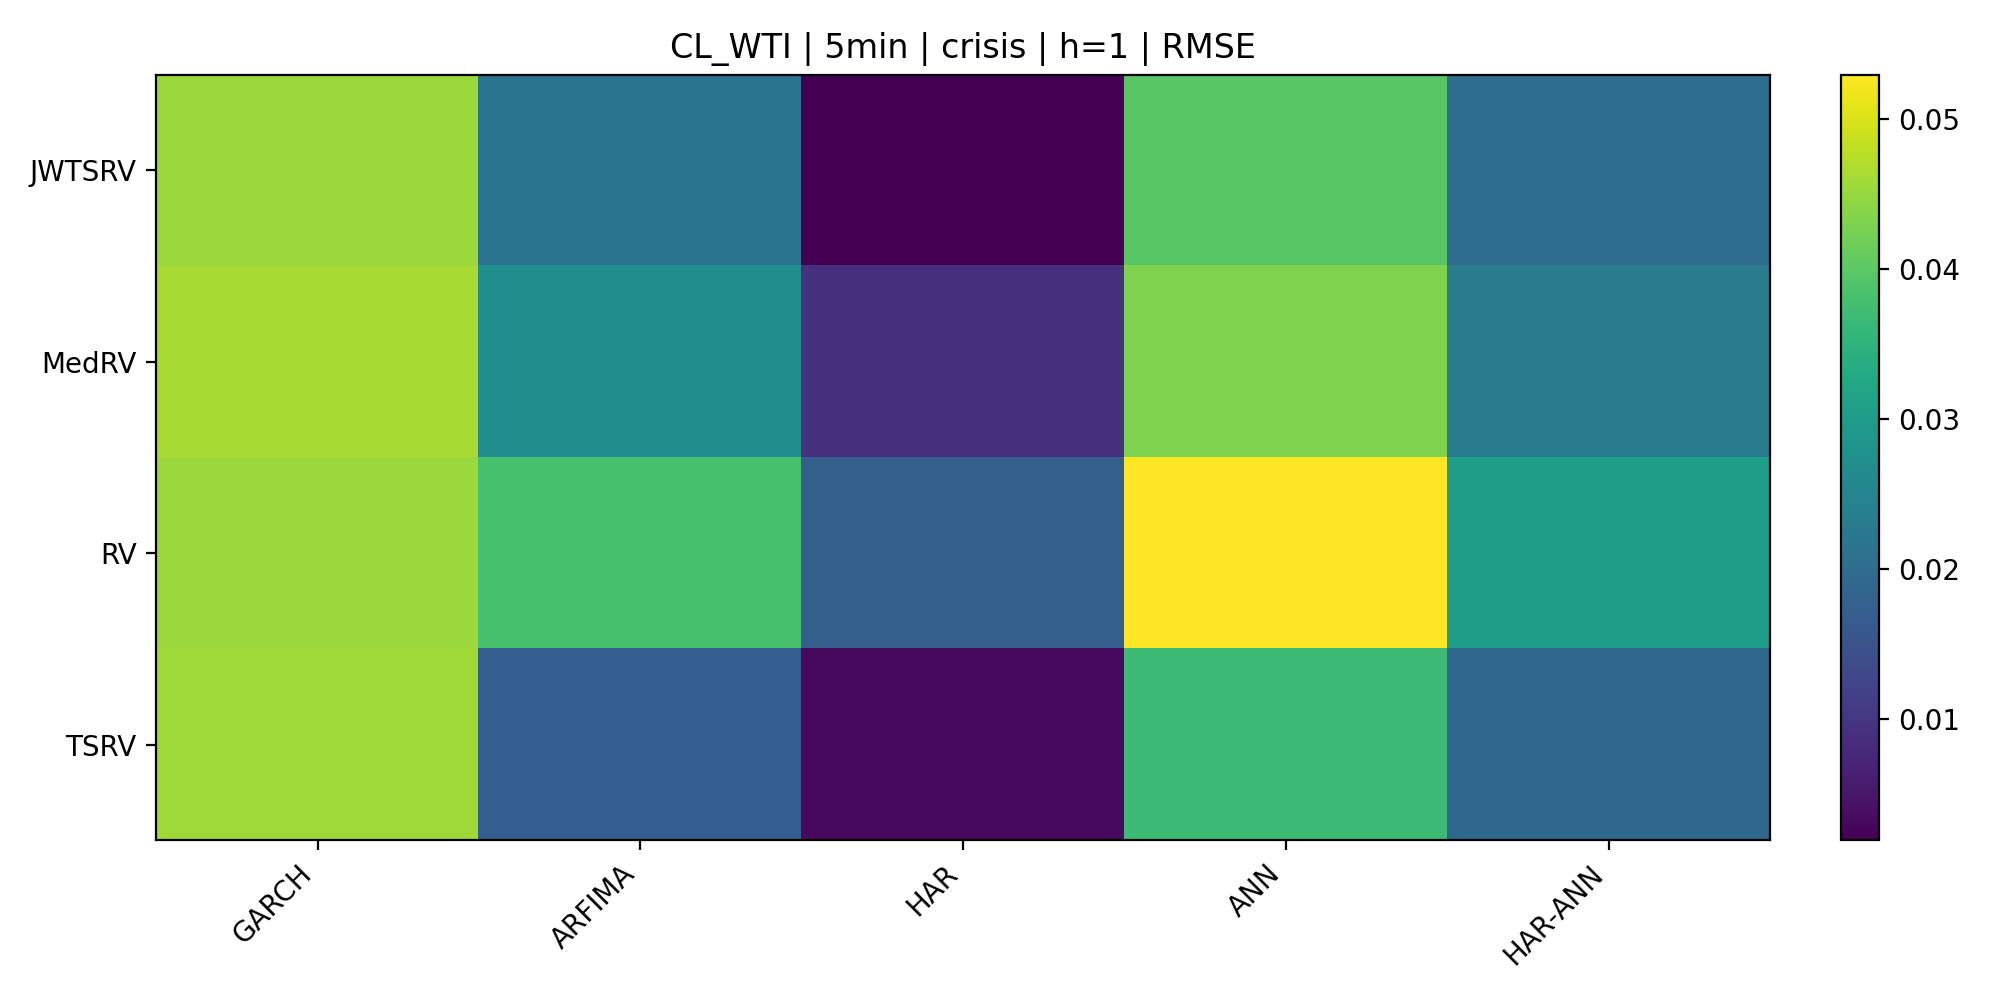 CL_WTI | 5min | crisis | h=1 | RMSE
JWTSRV
MedRV
RV
TSRV
GARCH
ARFIMA
HAR
ANN
HAR-ANN
0.05
0.04
0.03
0.02
0.01